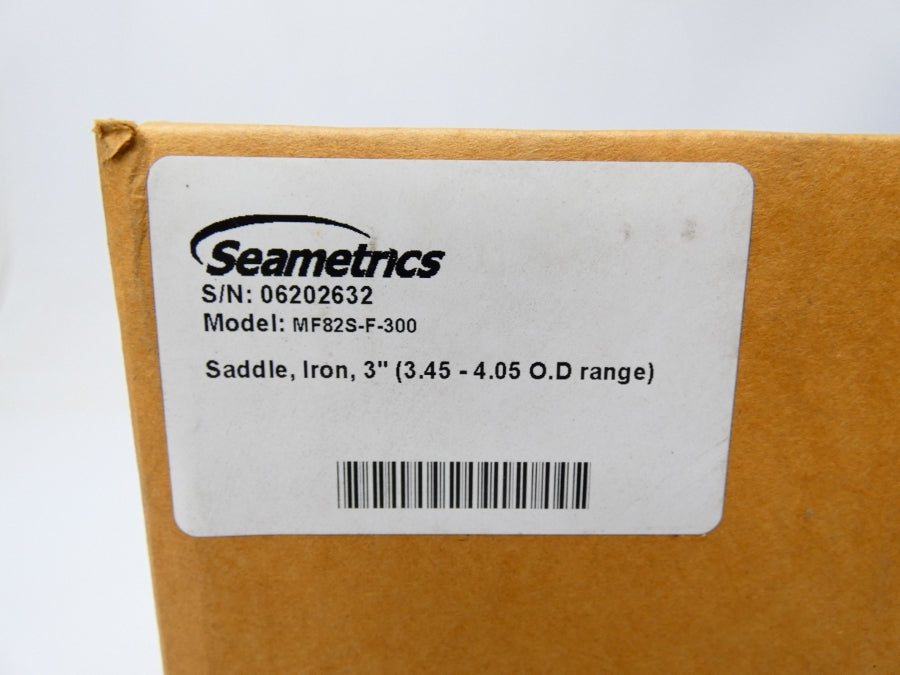 Seametrics
S/N: 06202632
Model: MF82S-F-300
Saddle, Iron, 3" (3.45 - 4.05 O.D range)